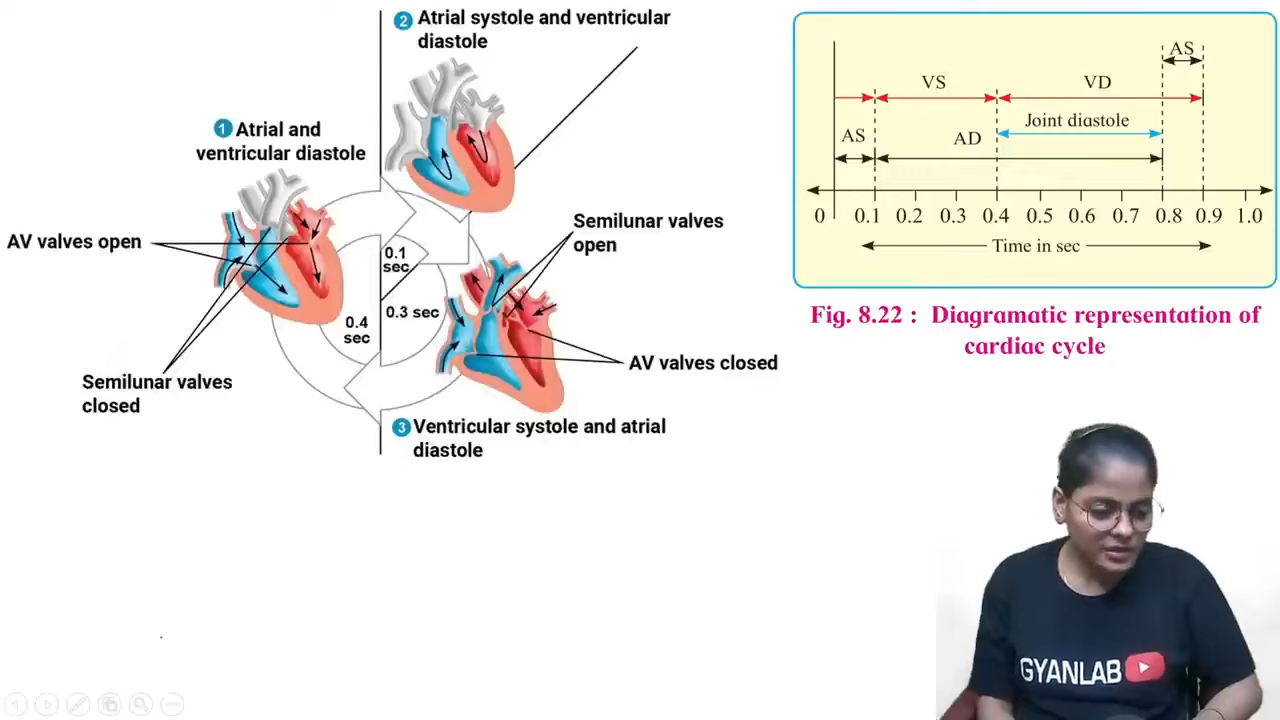 2 Atrial systole and ventricular
diastole
1 Atrial and
ventricular diastole
AV valves open
Semilunar valves
closed
0.1
sec
0.3 sec
0.4
sec
Semilunar valves
open
AV valves closed
3 Ventricular systole and atrial
diastole
AS
VS VD
Joint diastole
AS AD
0 0.1 0.2 0.3 0.4 0.5 0.6 0.7 0.8 0.9 1.0
Time in sec
Fig. 8.22 : Diagramatic representation of
cardiac cycle
GYANLAB